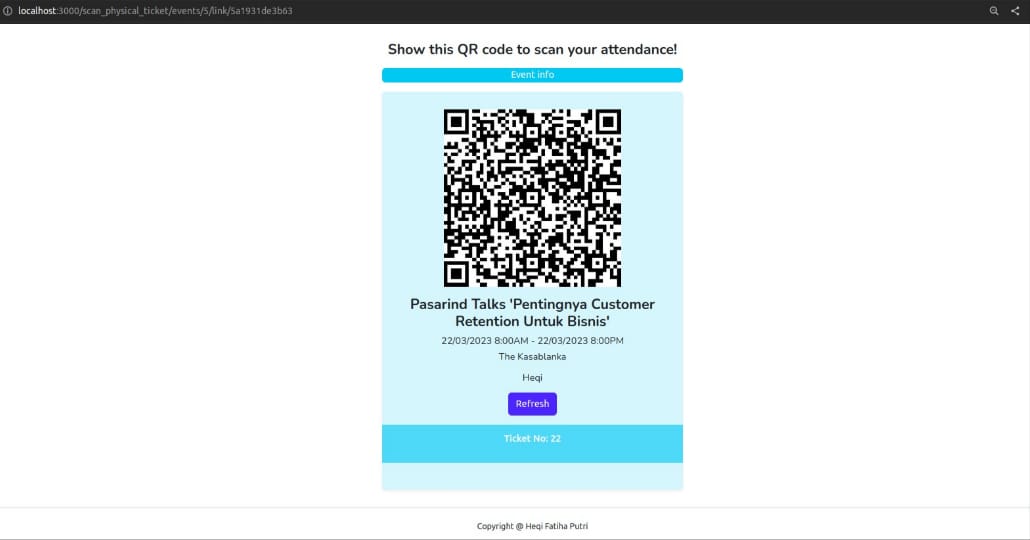 localhost:3000/scan_physical_ticket/events/5/link/5a1931de3b63
Show this QR code to scan your attendance!
Event info
Pasarind Talks 'Pentingnya Customer
Retention Untuk Bisnis'
22/03/2023 8:00AM - 22/03/2023 8:00PM
The Kasablanka
Heqi
Refresh
Ticket No: 22
Copyright @ Heqi Fatiha Putri